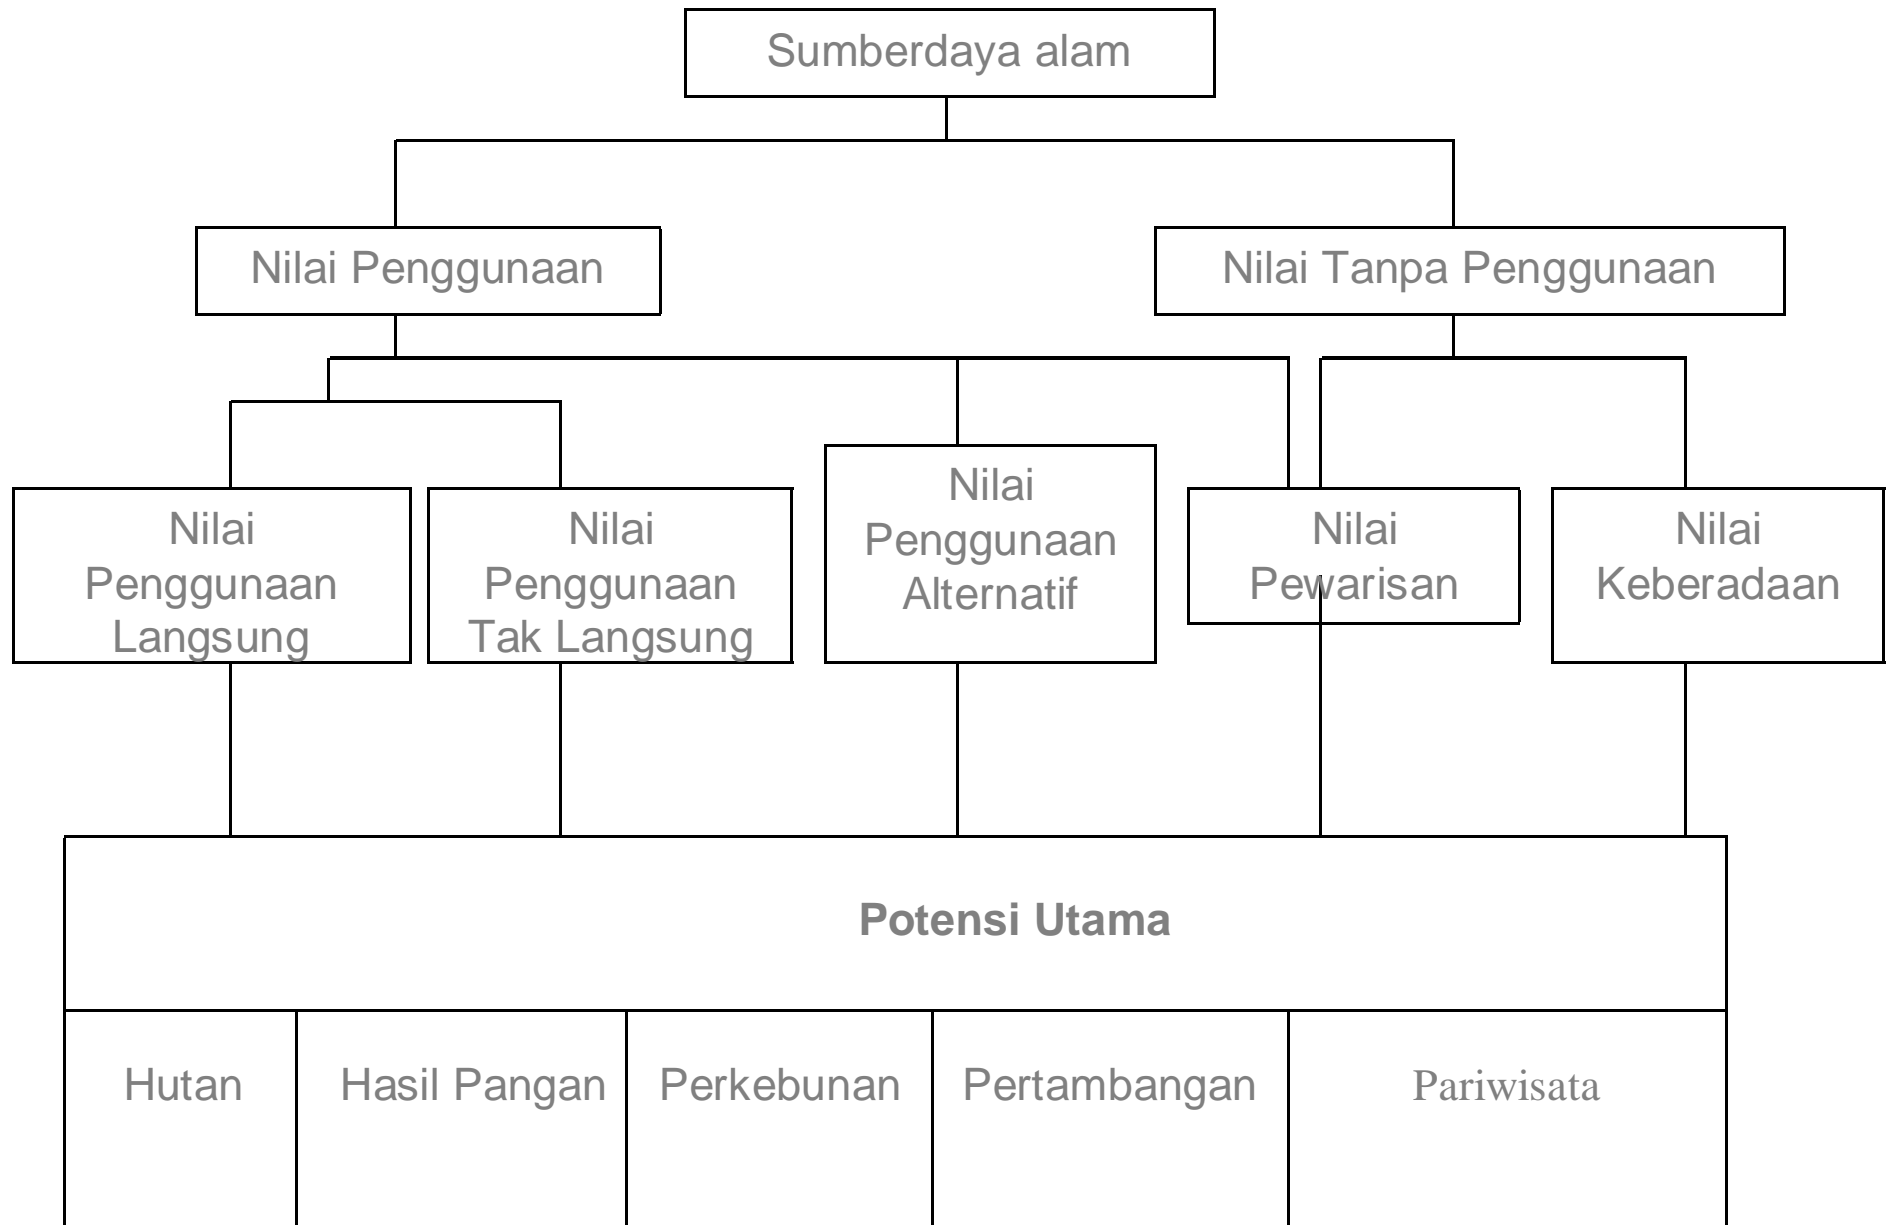 Sumberdaya alam
Nilai Penggunaan
Nilai Tanpa Penggunaan
Nilai
Penggunaan
Langsung
Nilai
Penggunaan
Tak Langsung
Nilai
Penggunaan
Alternatif
Nilai
Pewarisan
Nilai
Keberadaan
Potensi Utama
Hutan
Hasil Pangan
Perkebunan
Pertambangan
Pariwisata